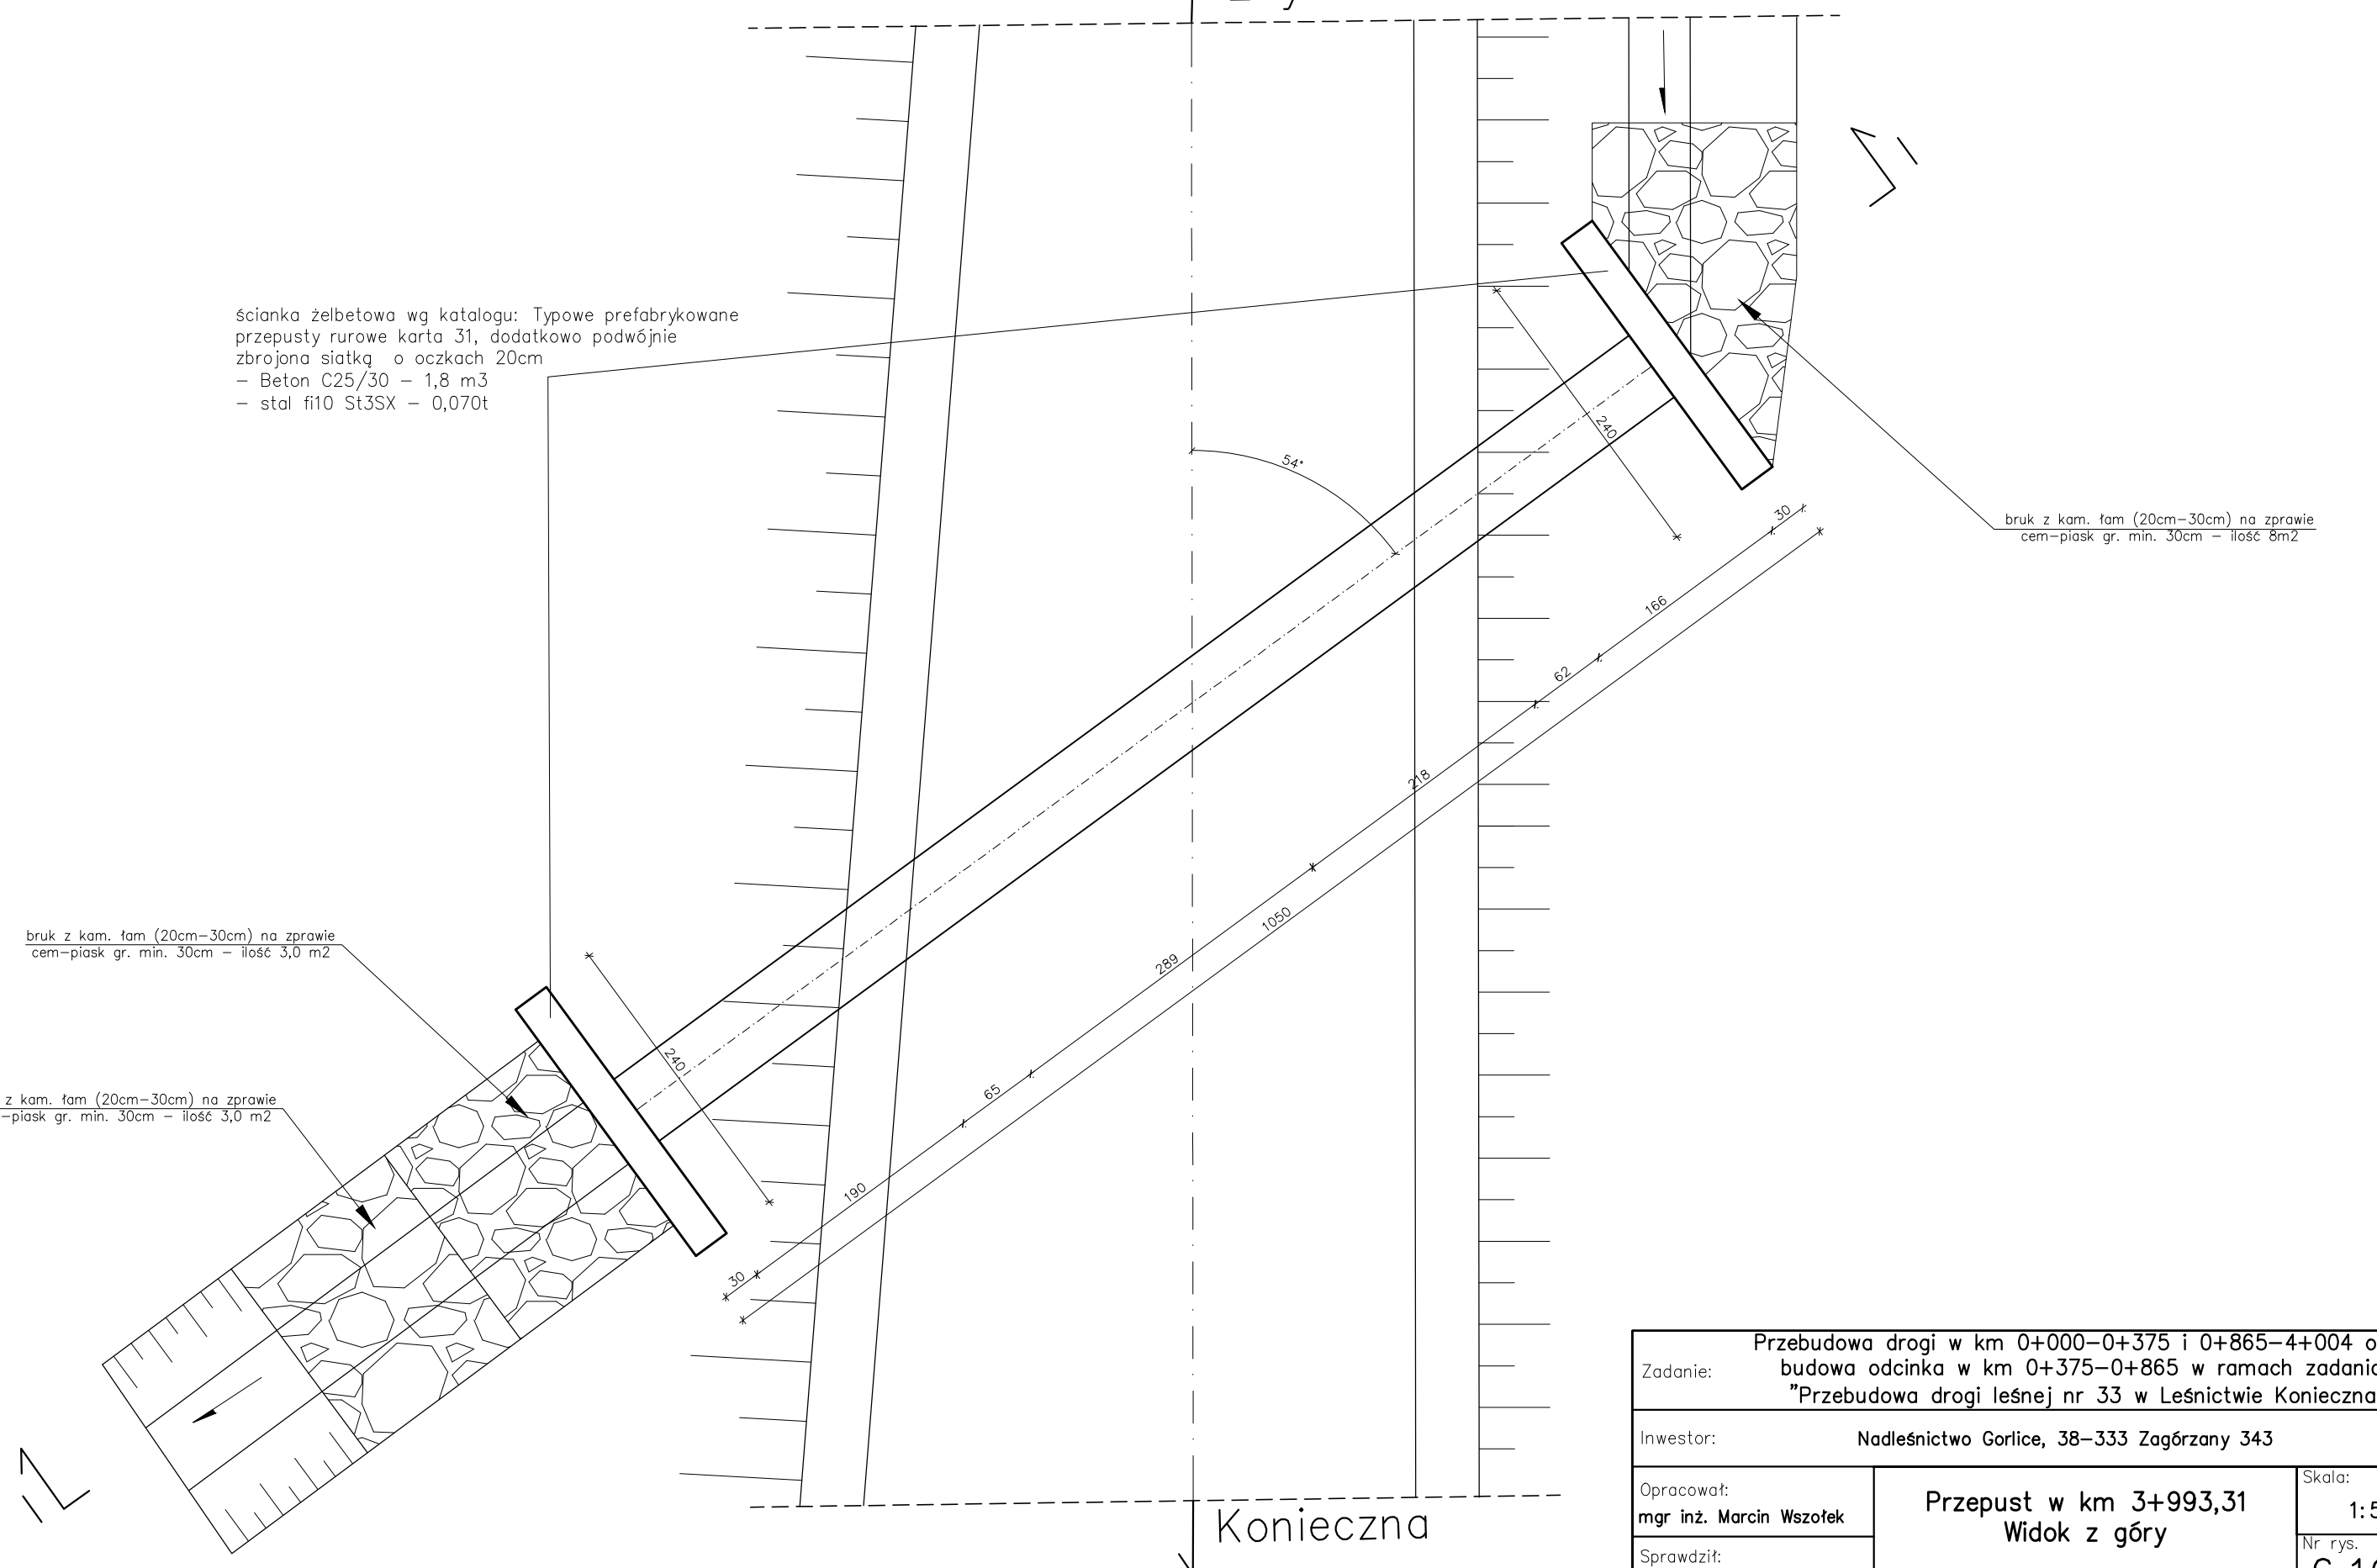 ścianka żelbetowa wg katalogu: Typowe prefabrykowane
przepusty rurowe karta 31, dodatkowo podwójnie
zbrojona siatką o oczkach 20cm
– Beton C25/30 – 1,8 m3
– stal fi10 St3SX – 0,070t
54°
240
30
166
62
218
1050
289
65
190
30
240
bruk z kam. łam (20cm–30cm) na zprawie
cem–piask gr. min. 30cm – ilość 8m2
bruk z kam. łam (20cm–30cm) na zprawie
cem–piask gr. min. 30cm – ilość 3,0 m2
z kam. łam (20cm–30cm) na zprawie
–piask gr. min. 30cm – ilość 3,0 m2
Konieczna
Zadanie:
Przebudowa drogi w km 0+000–0+375 i 0+865–4+004
budowa odcinka w km 0+375–0+865 w ramach
"Przebudowa drogi leśnej nr 33 w Leśnictwie Konieczna
Inwestor:
Nadleśnictwo Gorlice, 38–333 Zagórzany 343
Opracował:
mgr inż. Marcin Wszołek
Sprawdził:
Przepust w km 3+993,31
Widok z góry
Skala:
Nr rys.